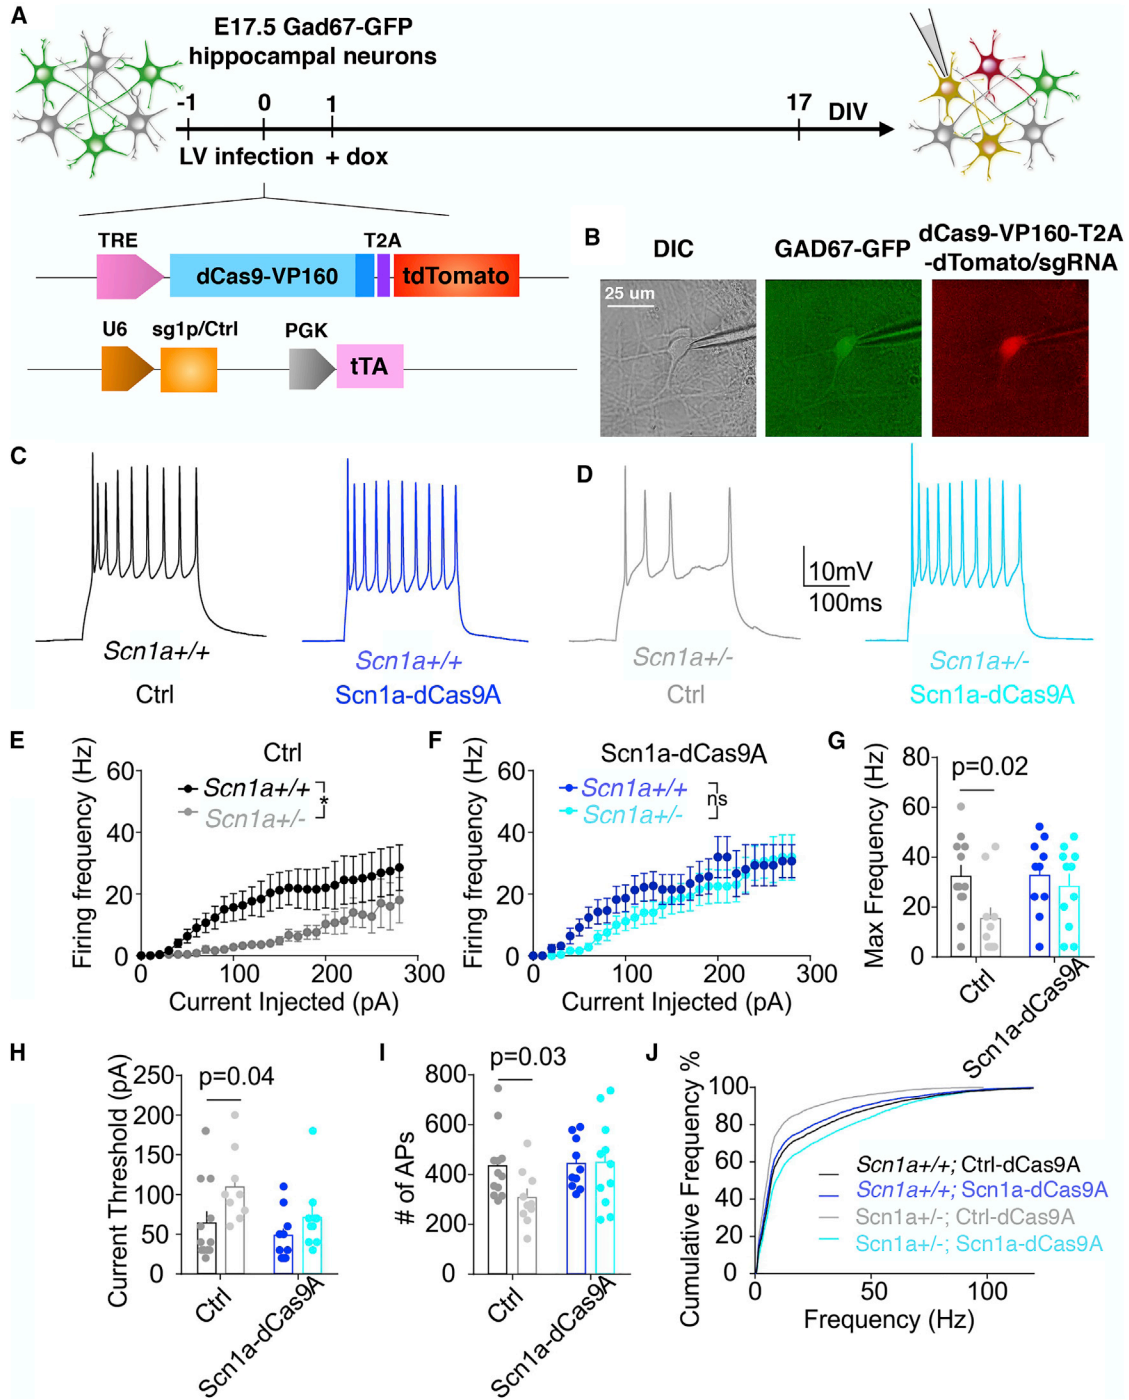 A
E17.5 Gad67-GFP
hippocampal neurons
-1
0
1
17
DIV
LV infection + dox
TRE
T2A
dCas9-VP160
tdTomato
U6
sg1p/Ctrl
PGK
tTA
B
DIC
GAD67-GFP
dCas9-VP160-T2A
-dTomato/sgRNA
25 um
C
Scn1a+/+
Ctrl
Scn1a+/+
Scn1a-dCas9A
D
Scn1a+/-
Ctrl
10mV
100ms
Scn1a+/-
Scn1a-dCas9A
E
Ctrl
Firing frequency (Hz)
60
40
20
0
Scn1a+/+
Scn1a+/-
*
0
100
200
300
Current Injected (pA)
F
Scn1a-dCas9A
Firing frequency (Hz)
60
40
20
0
Scn1a+/+
Scn1a+/-
ns
0
100
200
300
Current Injected (pA)
G
Max Frequency (Hz)
80
60
40
20
0
p=0.02
Ctrl
Scn1a-dCas9A
H
Current Threshold (pA)
250
200
150
100
50
0
p=0.04
Ctrl
Scn1a-dCas9A
I
# of APs
800
600
400
200
0
p=0.03
Ctrl
Scn1a-dCas9A
J
Cumulative Frequency %
100
80
60
40
20
0
Scn1a+/+; Ctrl-dCas9A
Scn1a+/+; Scn1a-dCas9A
Scn1a+/-; Ctrl-dCas9A
Scn1a+/-; Scn1a-dCas9A
0
50
100
Frequency (Hz)